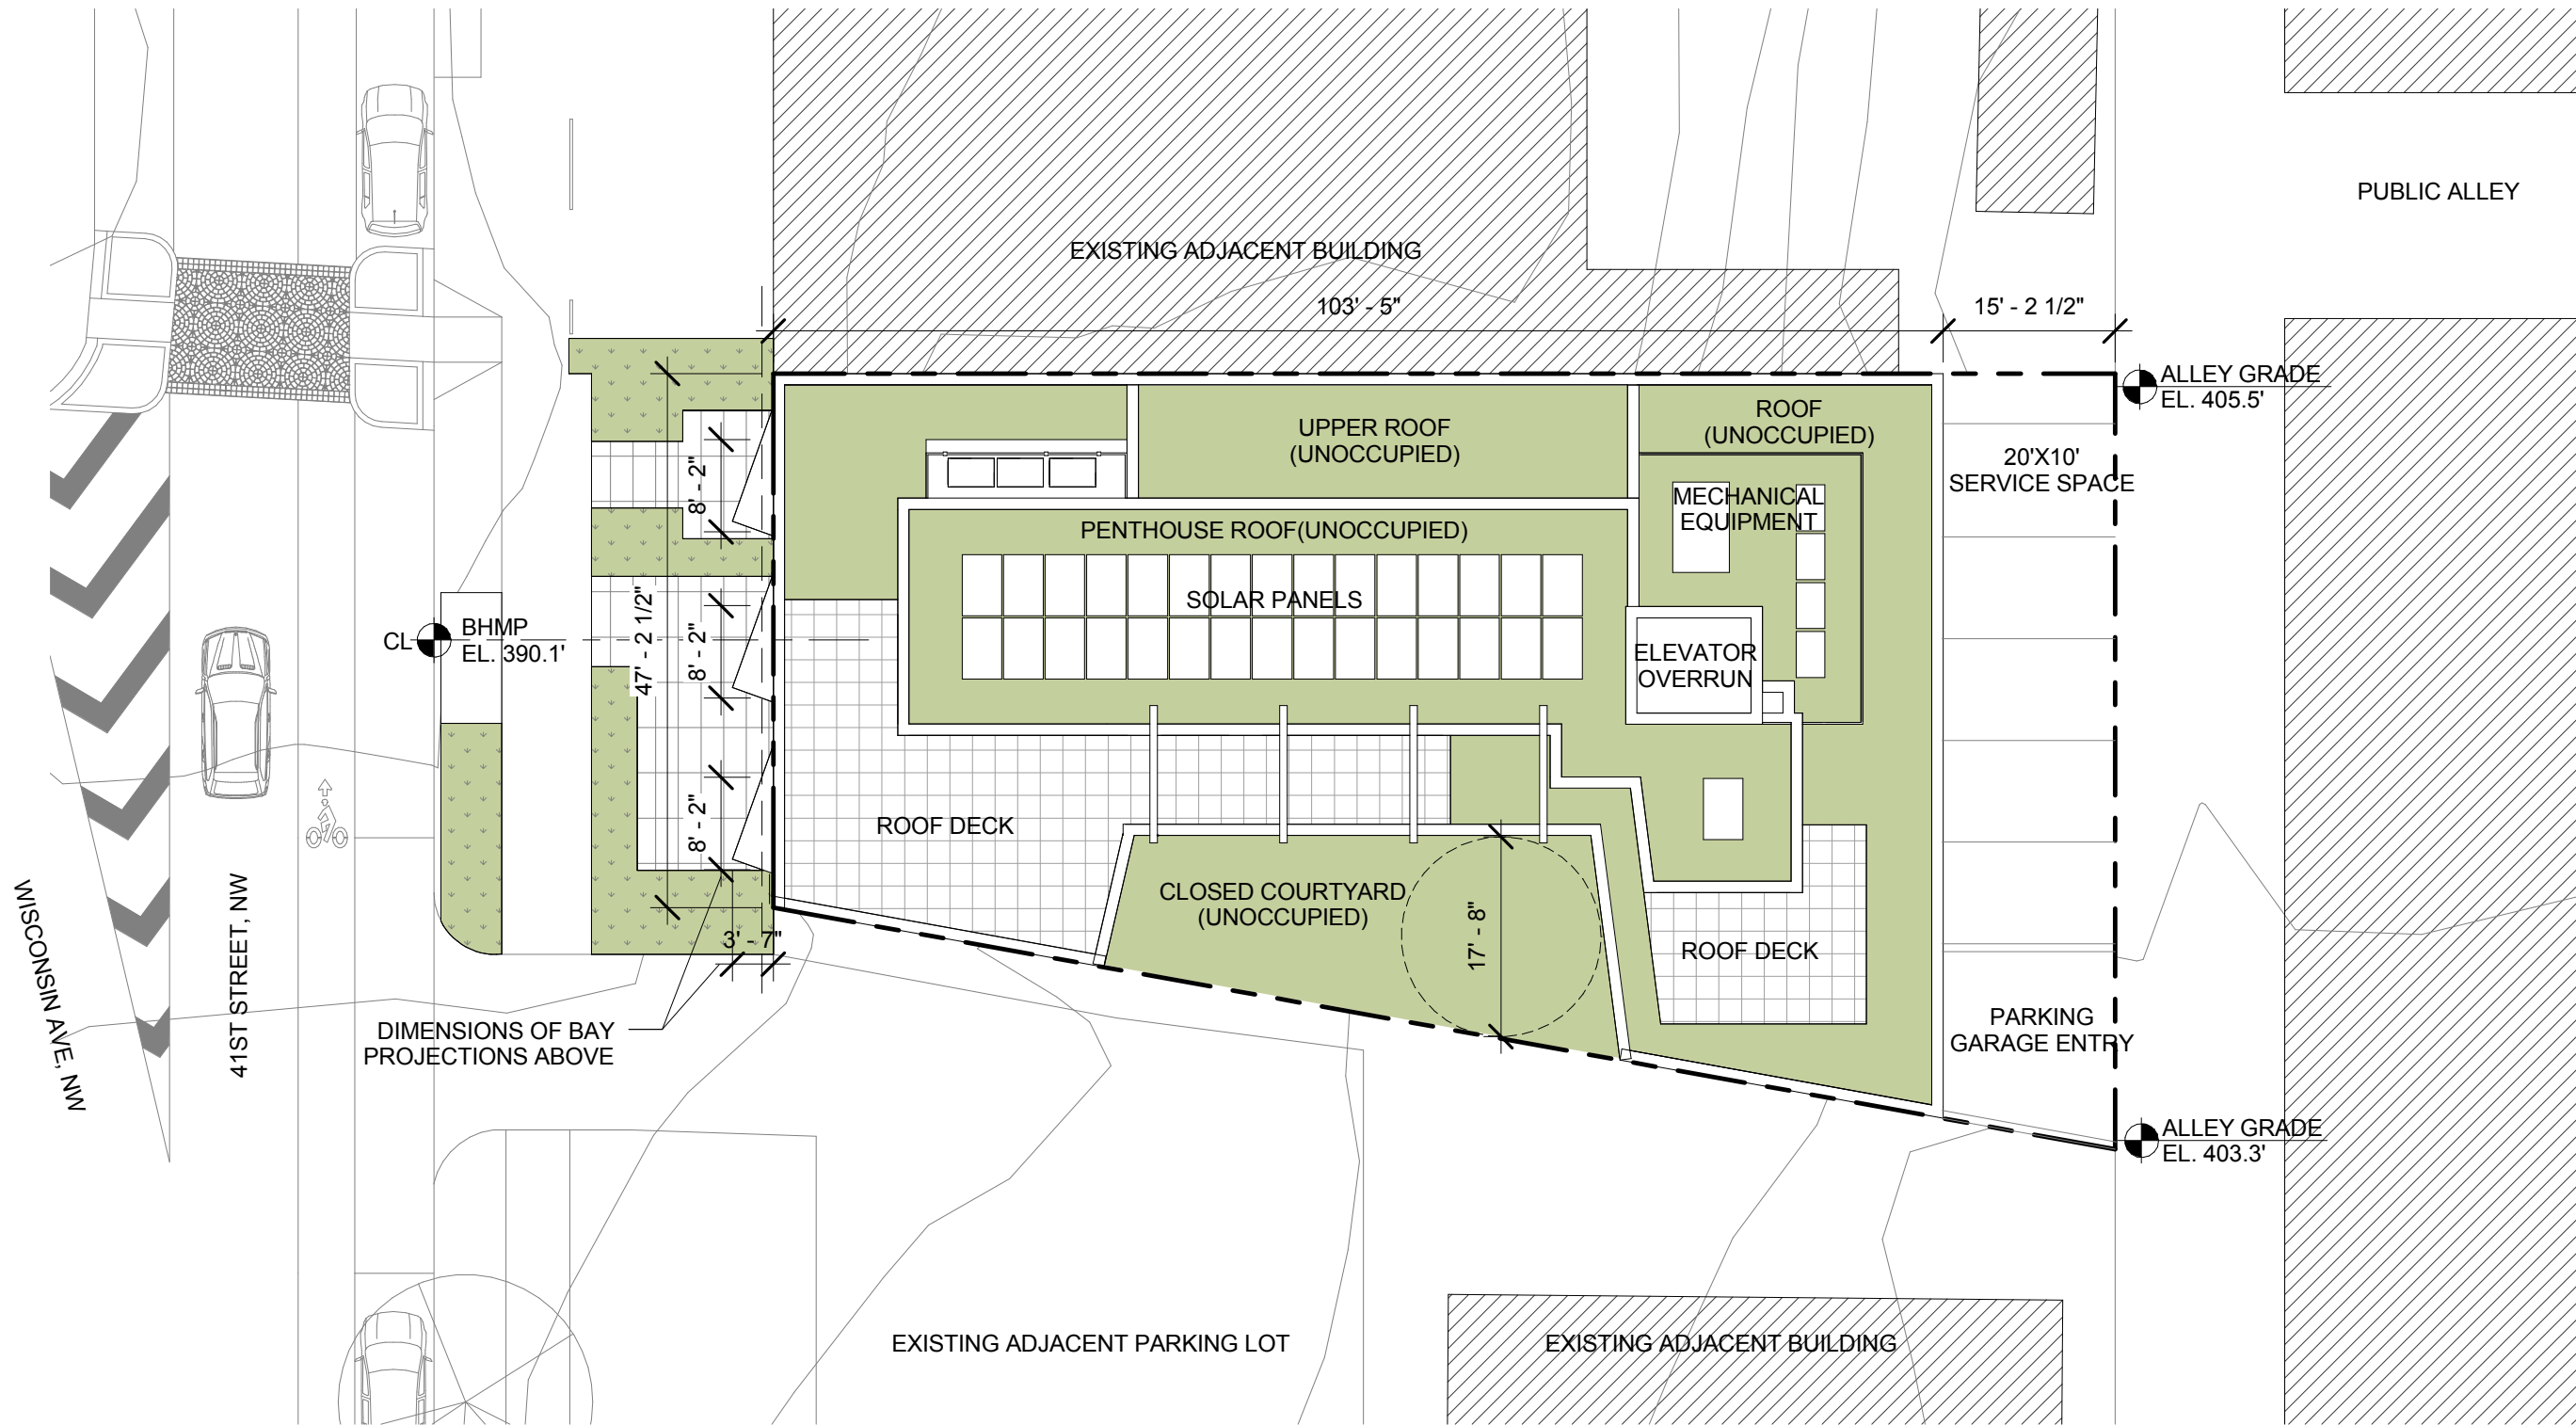 PUBLIC ALLEY
EXISTING ADJACENT BUILDING
103' - 5"
15' - 2 1/2"
ALLEY GRADE
EL. 405.5'
UPPER ROOF
(UNOCCUPIED)
ROOF
(UNOCCUPIED)
20'X10'
SERVICE SPACE
8' - 2"
MECHANICAL
EQUIPMENT
PENTHOUSE ROOF(UNOCCUPIED)
SOLAR PANELS
CL
BHMP
EL. 390.1'
47' - 2 1/2"
8' - 2"
ELEVATOR
OVERRUN
8' - 2"
ROOF DECK
CLOSED COURTYARD
(UNOCCUPIED)
17' - 8"
ROOF DECK
3' - 7"
WISCONSIN AVE, NW
41ST STREET, NW
DIMENSIONS OF BAY
PROJECTIONS ABOVE
PARKING
GARAGE ENTRY
ALLEY GRADE
EL. 403.3'
EXISTING ADJACENT PARKING LOT
EXISTING ADJACENT BUILDING